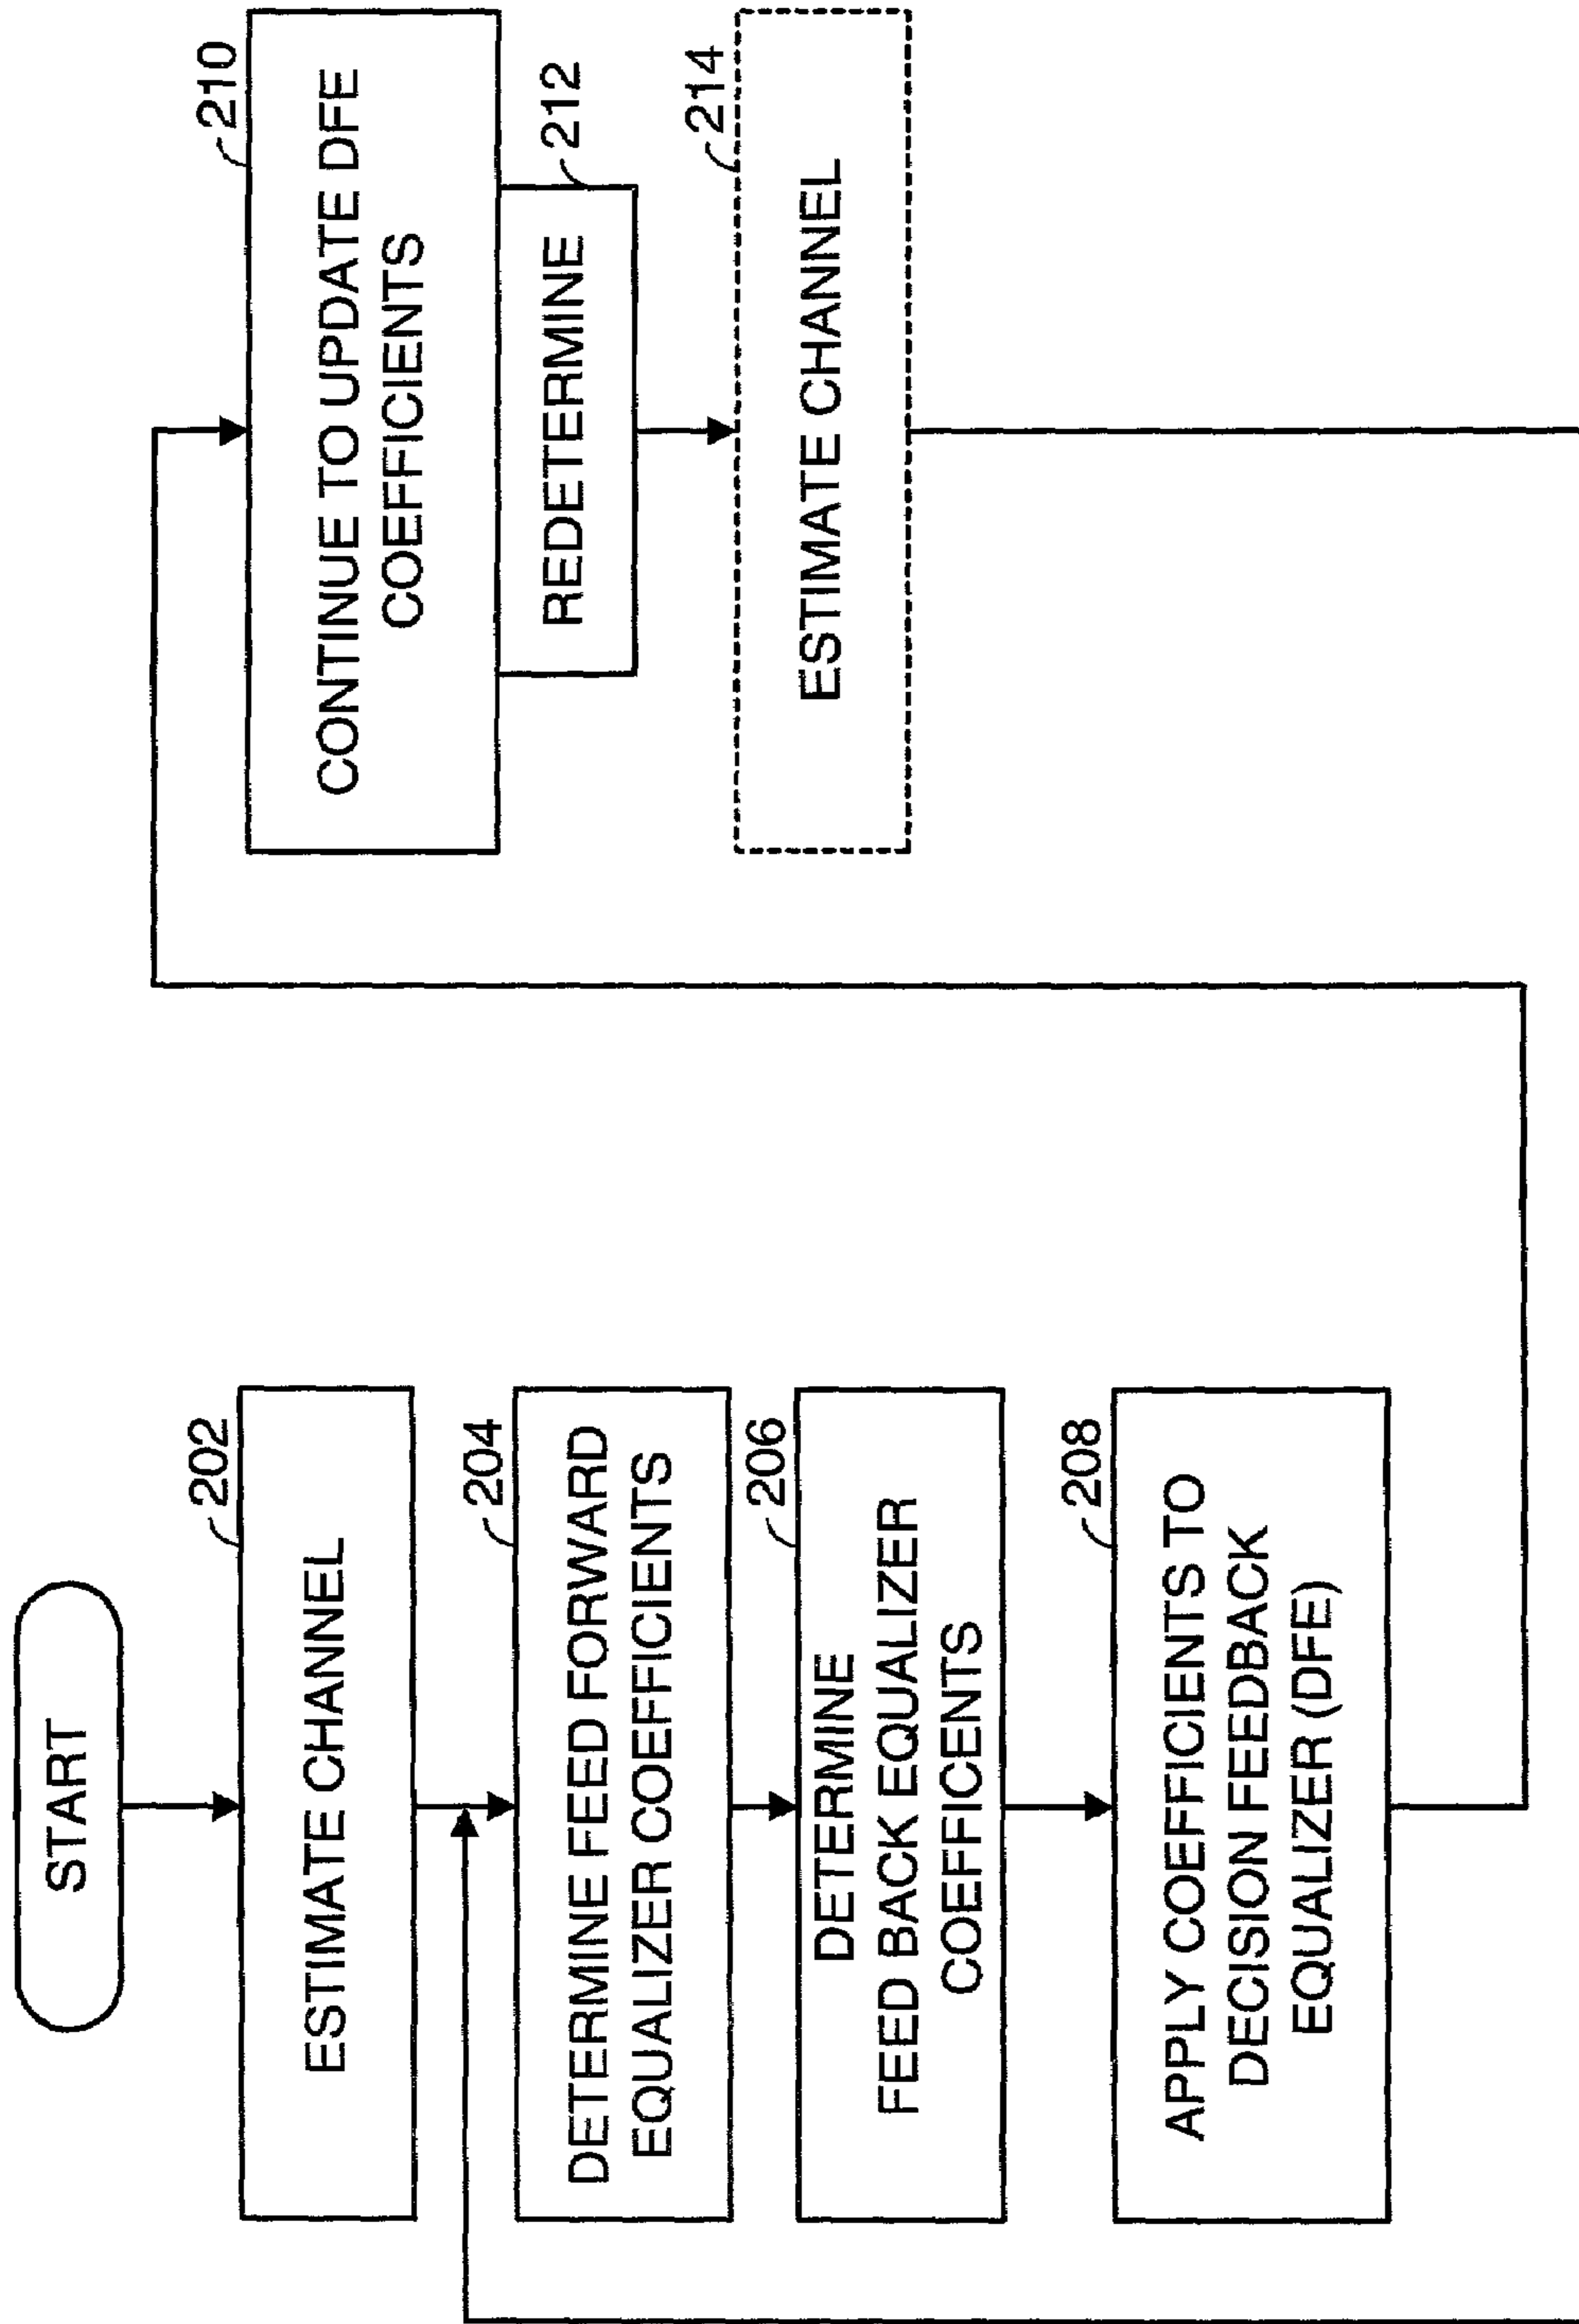 START
202
ESTIMATE CHANNEL
204
DETERMINE FEED FORWARD
EQUALIZER COEFFICIENTS
206
DETERMINE
FEED BACK EQUALIZER
COEFFICIENTS
208
APPLY COEFFICIENTS TO
DECISION FEEDBACK
EQUALIZER (DFE)
210
CONTINUE TO UPDATE DFE
COEFFICIENTS
212
REDETERMINE
214
ESTIMATE CHANNEL